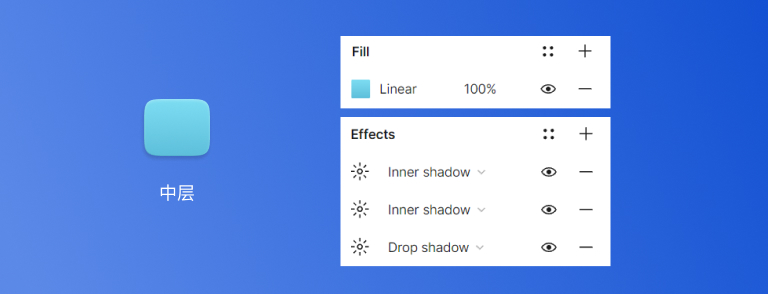 中层
Fill
Linear 100%
Effects
Inner shadow
Inner shadow
Drop shadow